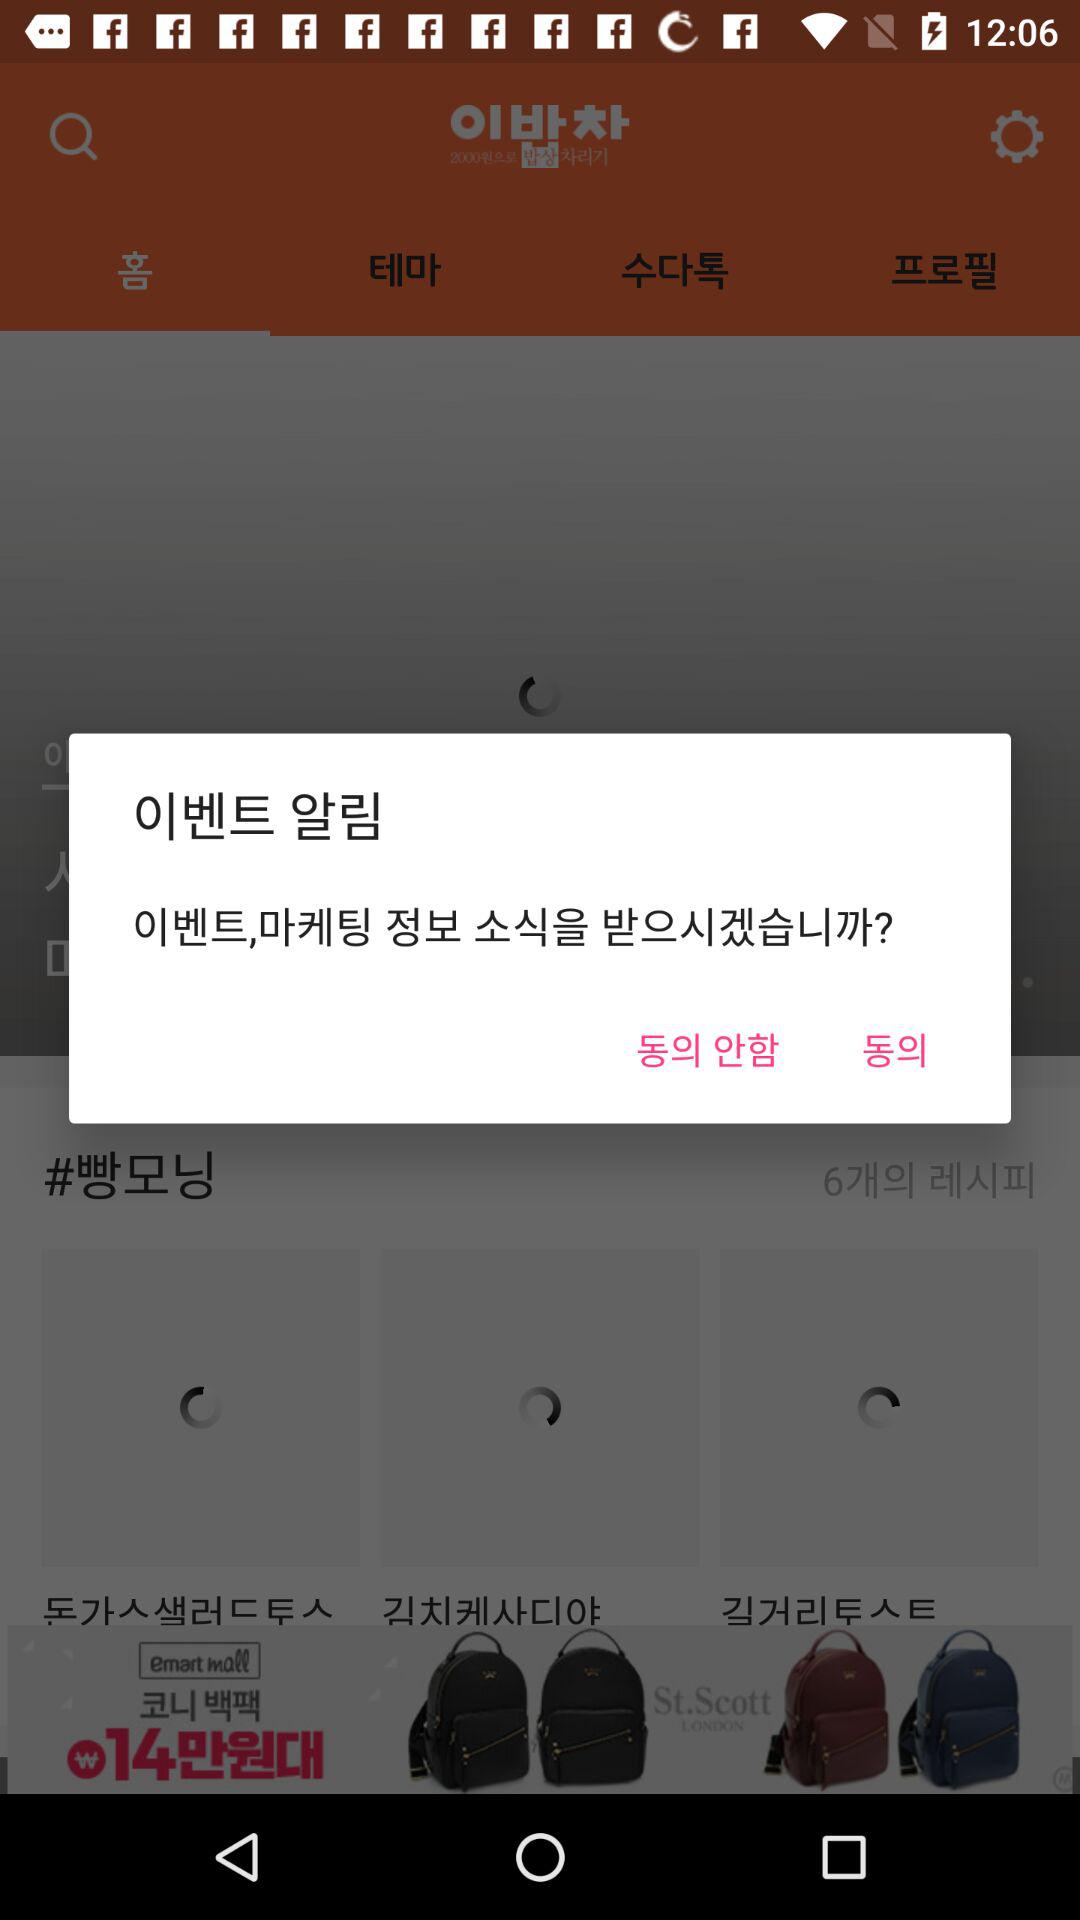 12:06
이밥차
2000원으로 밥상 차리기
홈 테마 수다톡 프로필
이벤트 알림
이벤트,마케팅 정보 소식을 받으시겠습니까?
동의 안함 동의
#빵모닝 6개의 레시피
돈가스샐러드토스 김치케사디야 길거리토스트
emart mall
코니 백팩
₩14만원대
St.Scott
LONDON